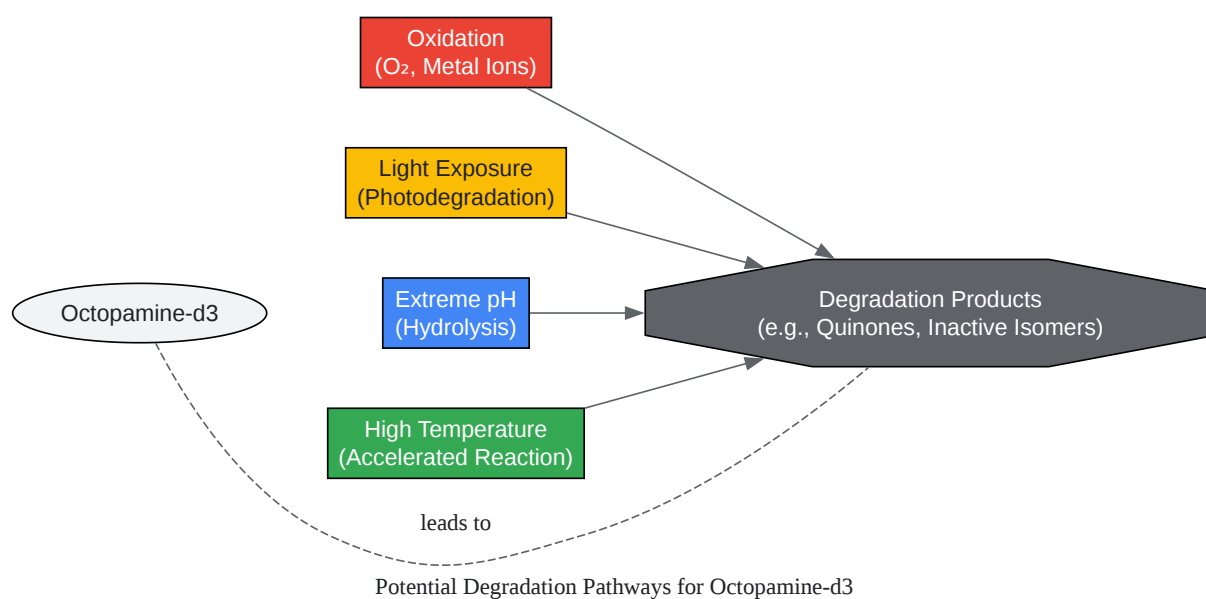 Oxidation
(O₂, Metal Ions)
Light Exposure
(Photodegradation)
Octopamine-d3
Extreme pH
(Hydrolysis)
Degradation Products
(e.g., Quinones, Inactive Isomers)
High Temperature
(Accelerated Reaction)
leads to
Potential Degradation Pathways for Octopamine-d3